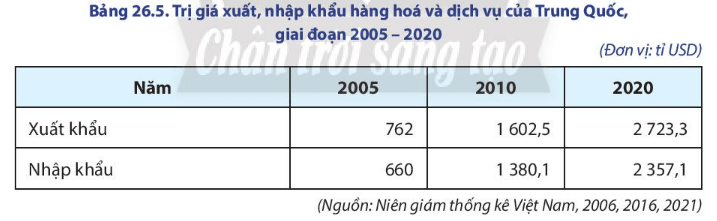 Bảng 26.5. Trị giá xuất, nhập khẩu hàng hoá và dịch vụ của Trung Quốc,
giai đoạn 2005 – 2020
Chân trời sáng tạo
(Đơn vị: tỉ USD)
Năm 2005 2010 2020
Xuất khẩu 762 1 602,5 2 723,3
Nhập khẩu 660 1 380,1 2 357,1
(Nguồn: Niên giám thống kê Việt Nam, 2006, 2016, 2021)